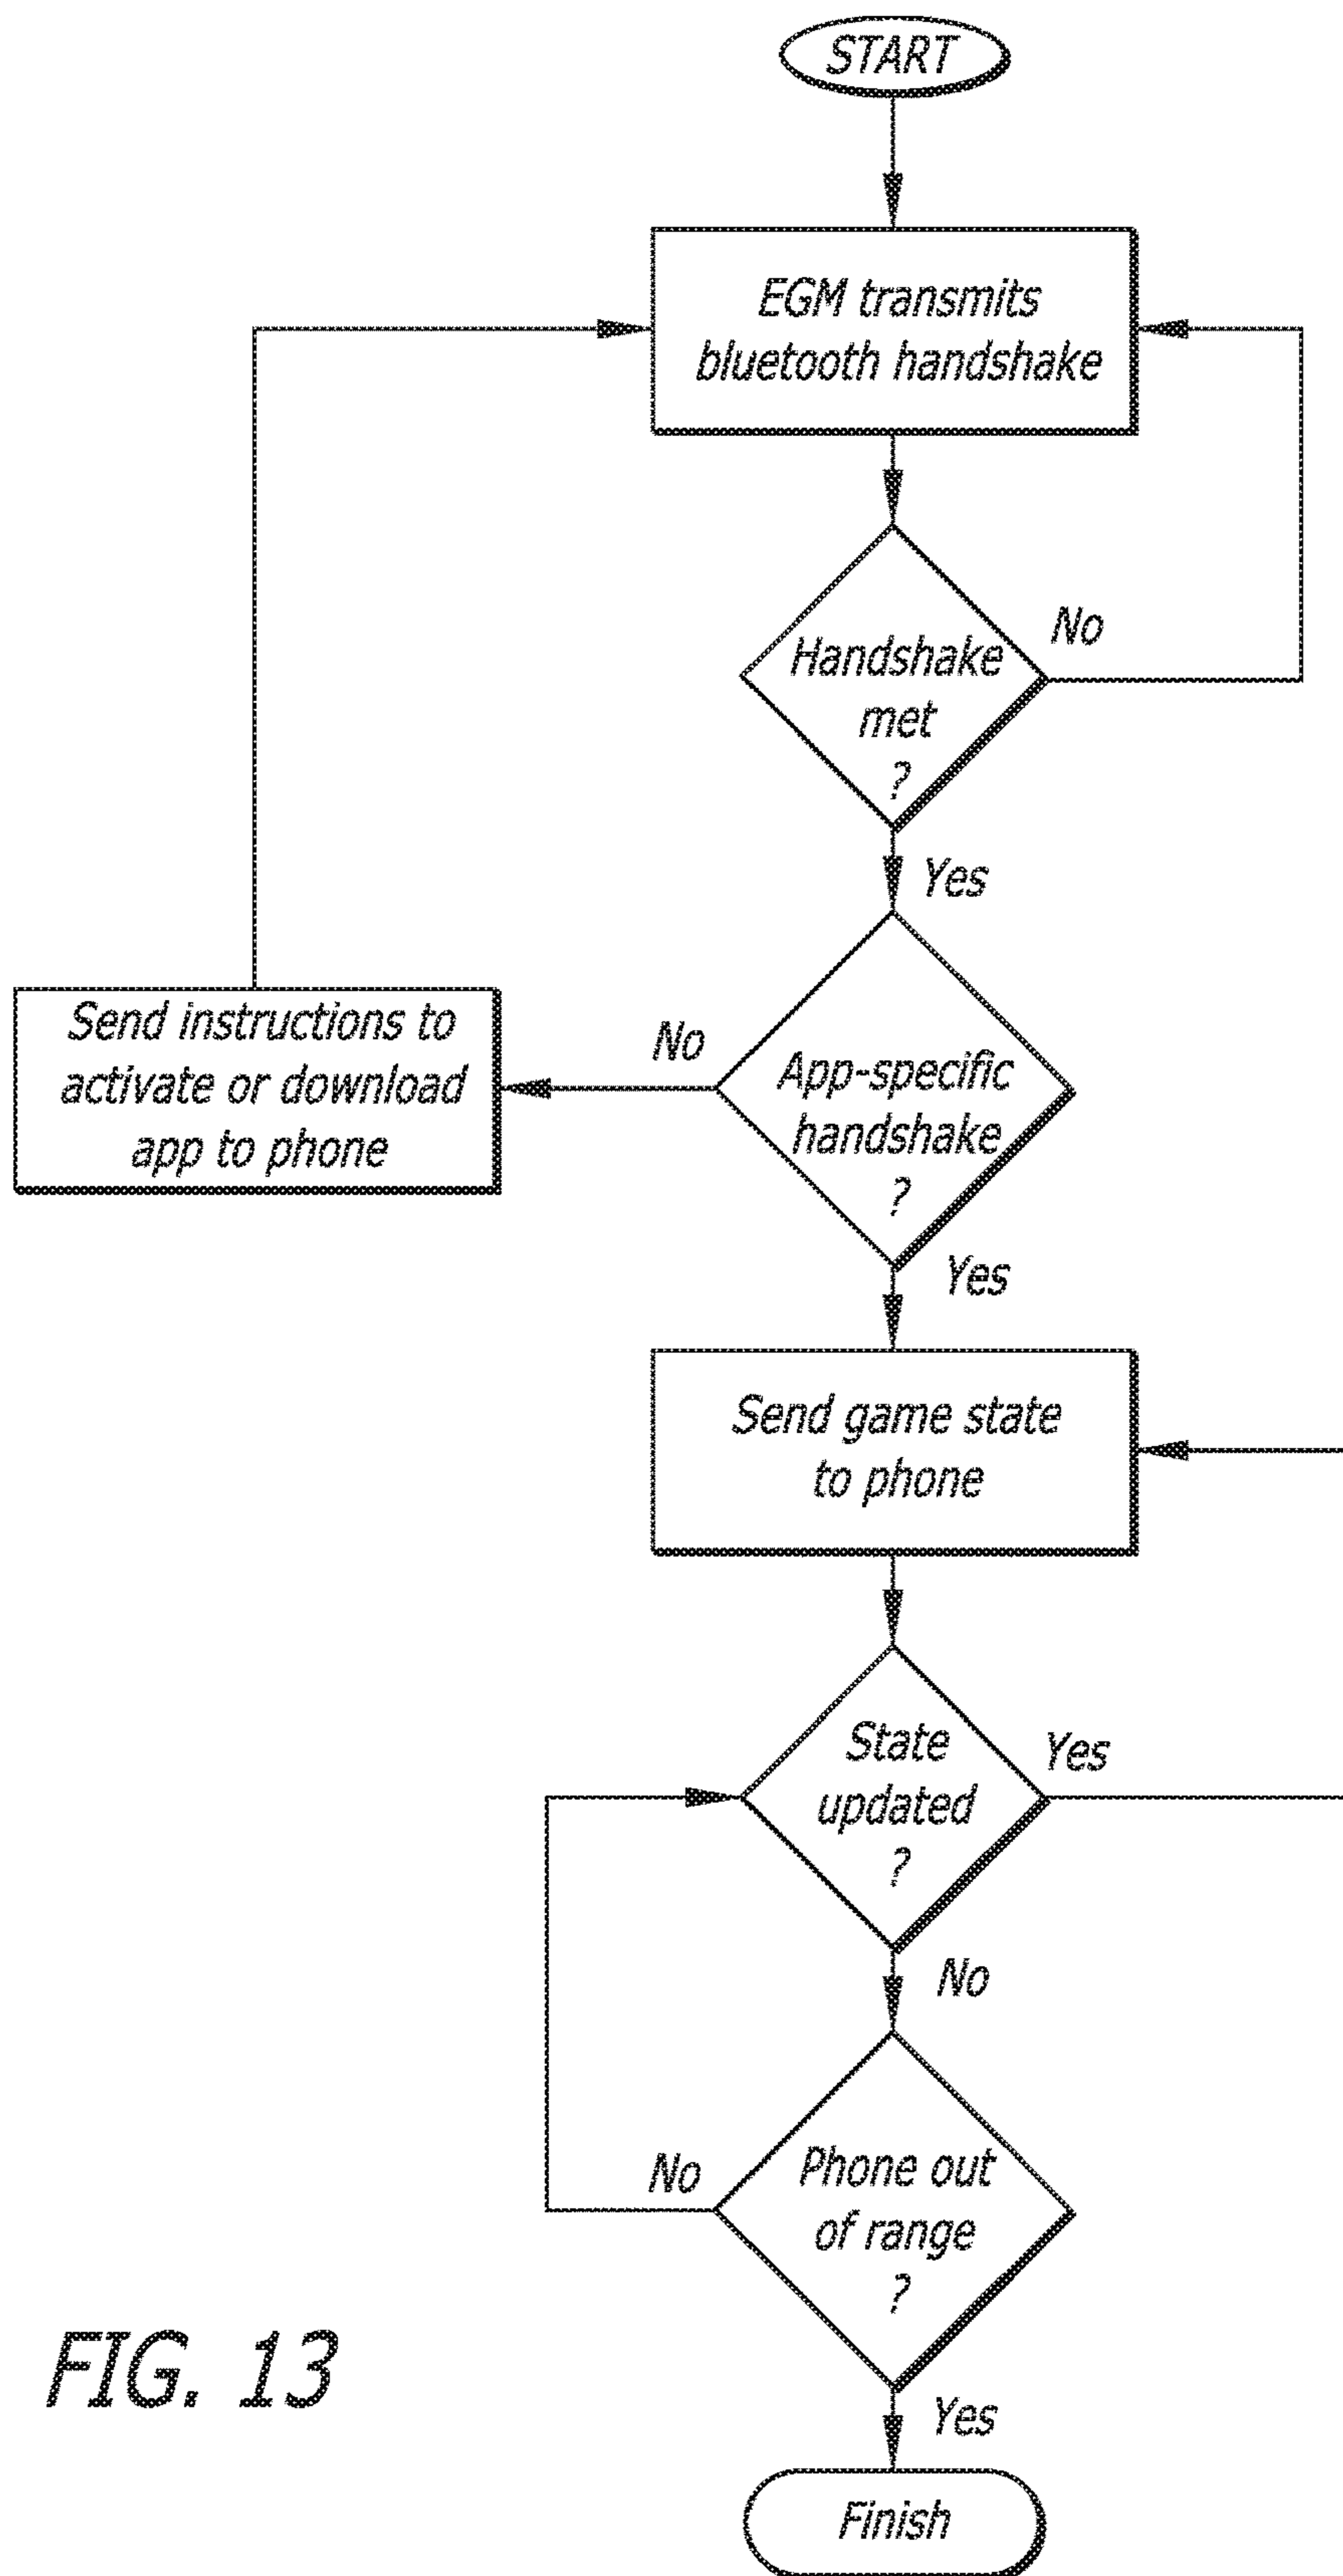 START
EGM transmits
bluetooth handshake
Handshake
met
?
No
Yes
App-specific
handshake
?
No
Send instructions to
activate or download
app to phone
Yes
Send game state
to phone
State
updated
?
Yes
No
Phone out
of range
?
No
Yes
Finish
FIG. 13